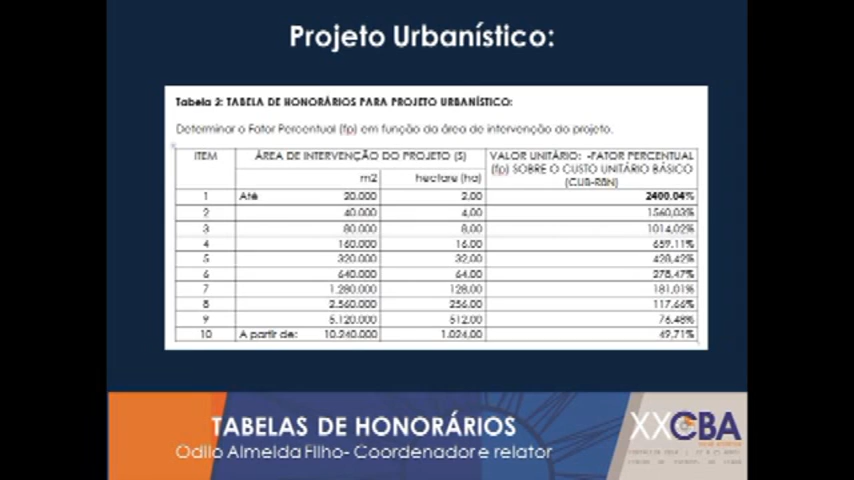 Projeto Urbanístico:
Tabela 2: TABELA DE HONORÁRIOS PARA PROJETO URBANÍSTICO:
Determinar o Fator Percentual (fp) em função da área de intervenção do projeto.
ITEM ÁREA DE INTERVENÇÃO DO PROJETO (S) VALOR UNITÁRIO: -FATOR PERCENTUAL
(fp) SOBRE O CUSTO UNITÁRIO BÁSICO
m2 hectare (ha) (CUB-R8N)
1 Até 20.000 2,00 2400.04%
2 40.000 4,00 1560,03%
3 80.000 8,00 1014,02%
4 160.000 16,00 659,11%
5 320.000 32,00 428,42%
6 640.000 64,00 278,47%
7 1.280.000 128,00 181,01%
8 2.560.000 256,00 117,66%
9 5.120.000 512,00 76,48%
10 A partir de: 10.240.000 1.024,00 49,71%
TABELAS DE HONORÁRIOS
Odilo Almeida Filho- Coordenador e relator
XXCBA